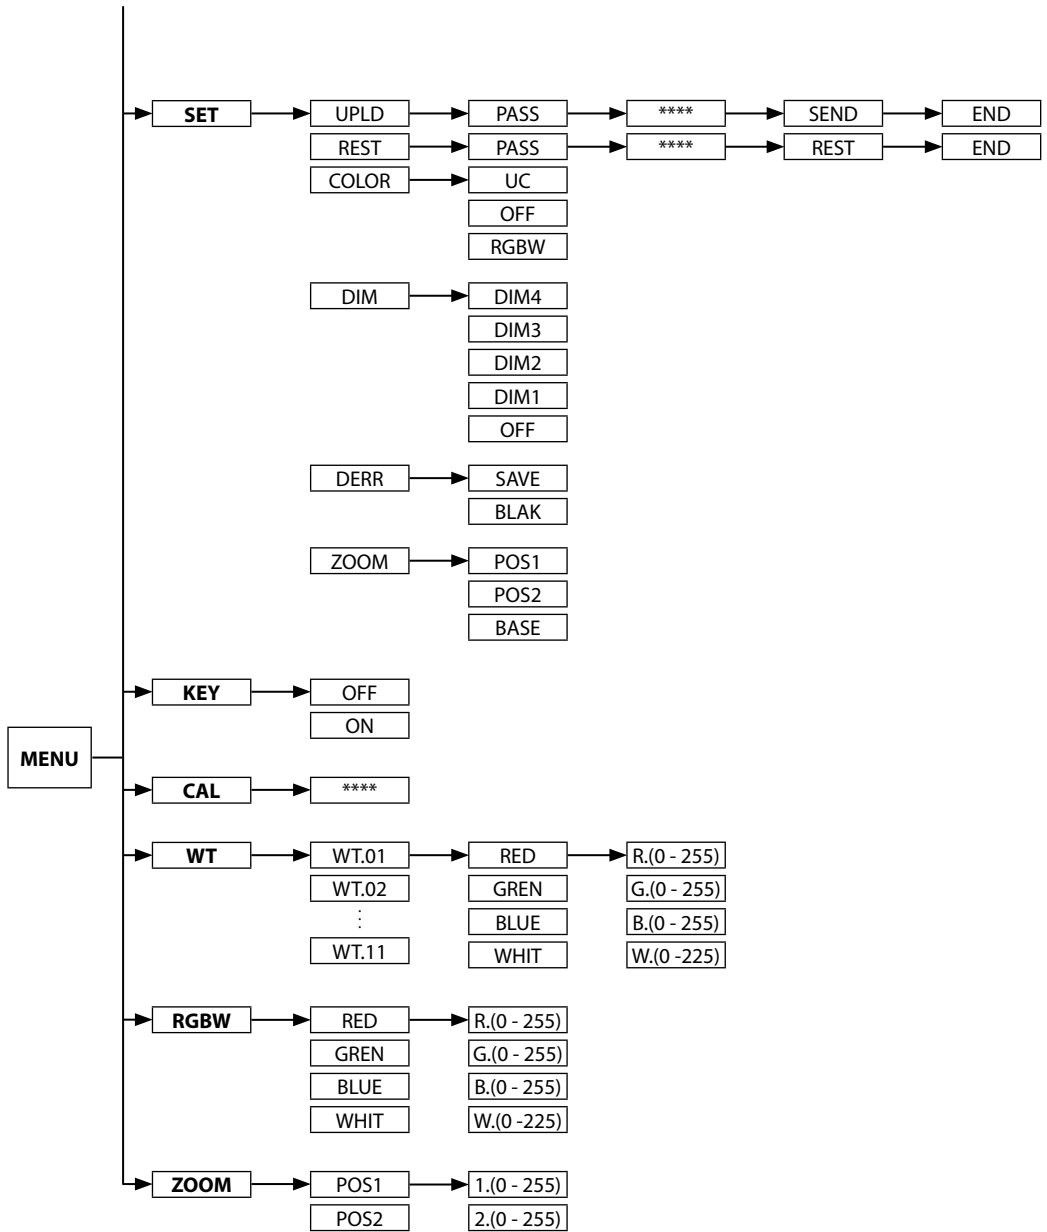 SET UPLD PASS **** SEND END
REST PASS **** REST END
COLOR UC
OFF
RGBW
DIM DIM4
DIM3
DIM2
DIM1
OFF
DERR SAVE
BLAK
ZOOM POS1
POS2
BASE
KEY OFF
ON
MENU
CAL ****
WT WT.01 RED R.(0 - 255)
WT.02 GREN G.(0 - 255)
⋮ BLUE B.(0 - 255)
WT.11 WHIT W.(0 -225)
RGBW RED R.(0 - 255)
GREN G.(0 - 255)
BLUE B.(0 - 255)
WHIT W.(0 -225)
ZOOM POS1 1.(0 - 255)
POS2 2.(0 - 255)